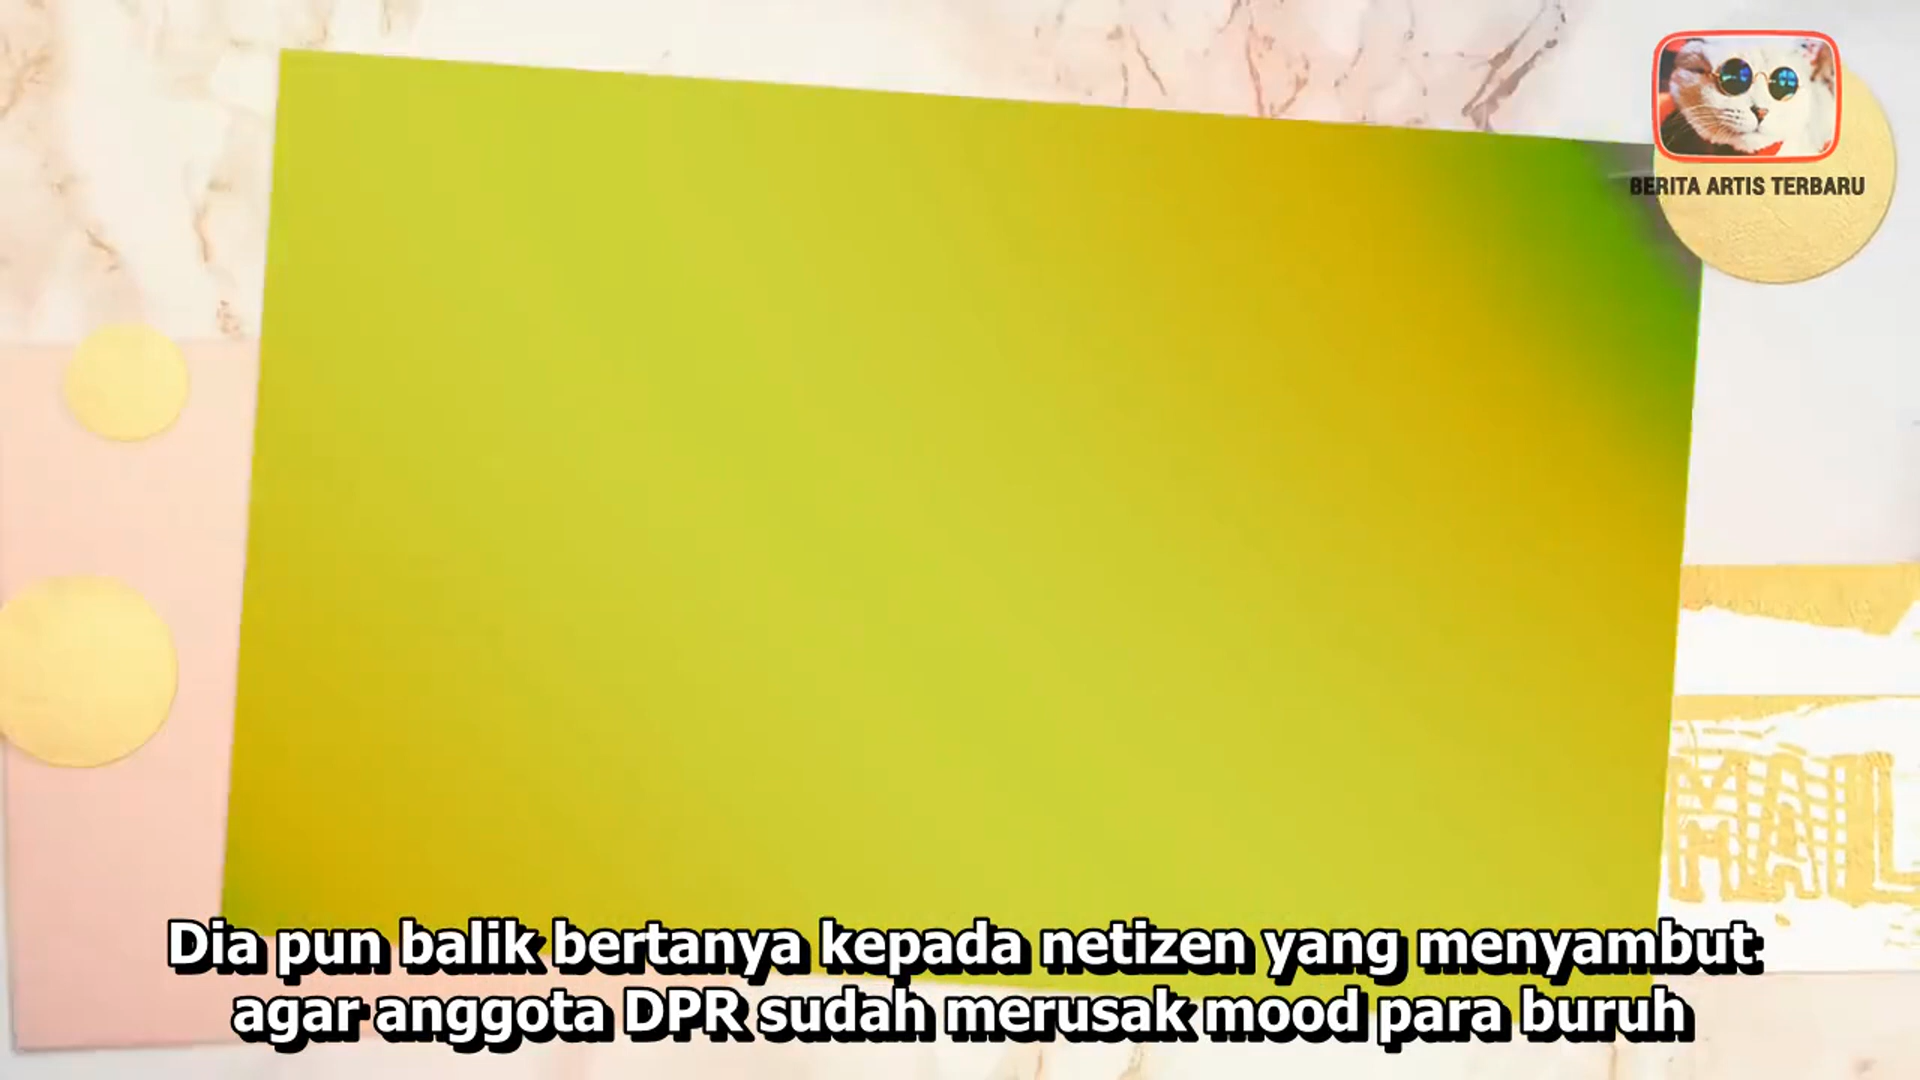 BERITA ARTIS TERBARU
MAIL
Dia pun balik bertanya kepada netizen yang menyambut
agar anggota DPR sudah merusak mood para buruh